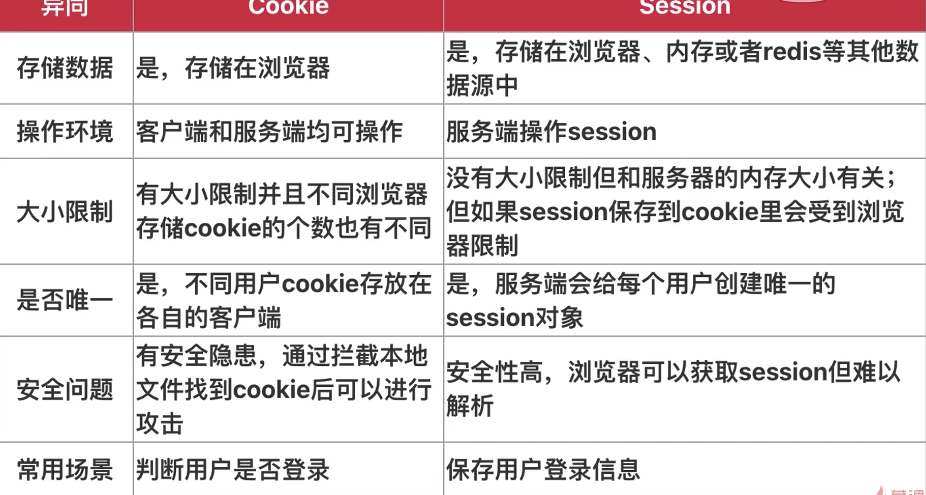 异同 Cookie Session
存储数据 是，存储在浏览器 是，存储在浏览器、内存或者redis等其他数
据源中
操作环境 客户端和服务端均可操作 服务端操作session
大小限制 有大小限制并且不同浏览器
存储cookie的个数也有不同
没有大小限制但和服务器的内存大小有关；
但如果session保存到cookie里会受到浏览
器限制
是否唯一 是，不同用户cookie存放在
各自的客户端
是，服务端会给每个用户创建唯一的
session对象
安全问题 有安全隐患，通过拦截本地
文件找到cookie后可以进行
攻击
安全性高，浏览器可以获取session但难以
解析
常用场景 判断用户是否登录 保存用户登录信息